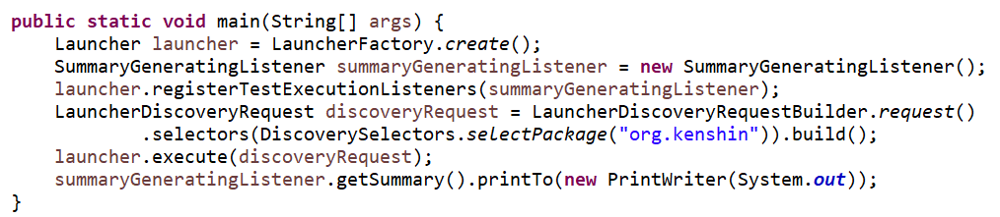 public static void main(String[] args) {
    Launcher launcher = LauncherFactory.create();
    SummaryGeneratingListener summaryGeneratingListener = new SummaryGeneratingListener();
    launcher.registerTestExecutionListeners(summaryGeneratingListener);
    LauncherDiscoveryRequest discoveryRequest = LauncherDiscoveryRequestBuilder.request()
            .selectors(DiscoverySelectors.selectPackage("org.kenshin")).build();
    launcher.execute(discoveryRequest);
    summaryGeneratingListener.getSummary().printTo(new PrintWriter(System.out));
}